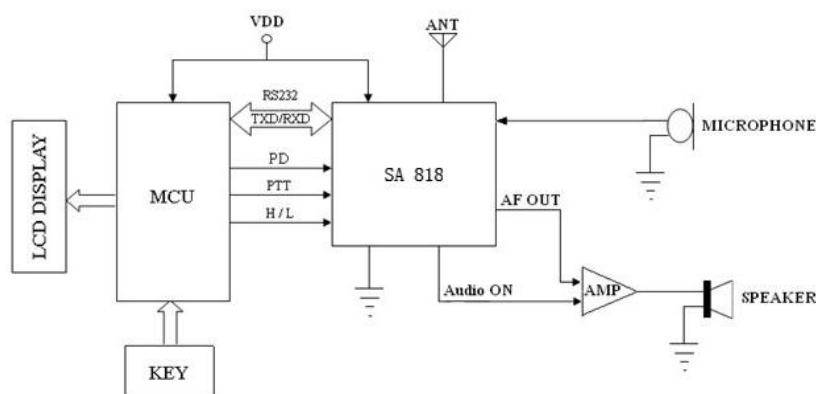 VDD
ANT
RS232
TXD/RXD
MICROPHONE
LCD DISPLAY
MCU
PD
SA 818
PTT
H / L
AF OUT
Audio ON
AMP
SPEAKER
KEY